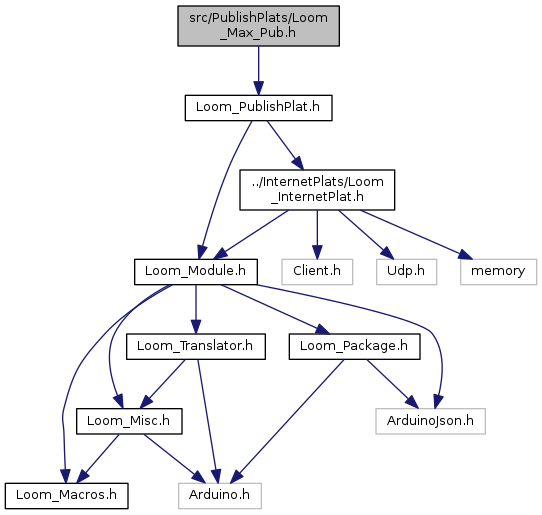 src/PublishPlats/Loom
_Max_Pub.h
Loom_PublishPlat.h
../InternetPlats/Loom
_InternetPlat.h
Loom_Module.h
Client.h
Udp.h
memory
Loom_Translator.h
Loom_Package.h
Loom_Misc.h
ArduinoJson.h
Loom_Macros.h
Arduino.h